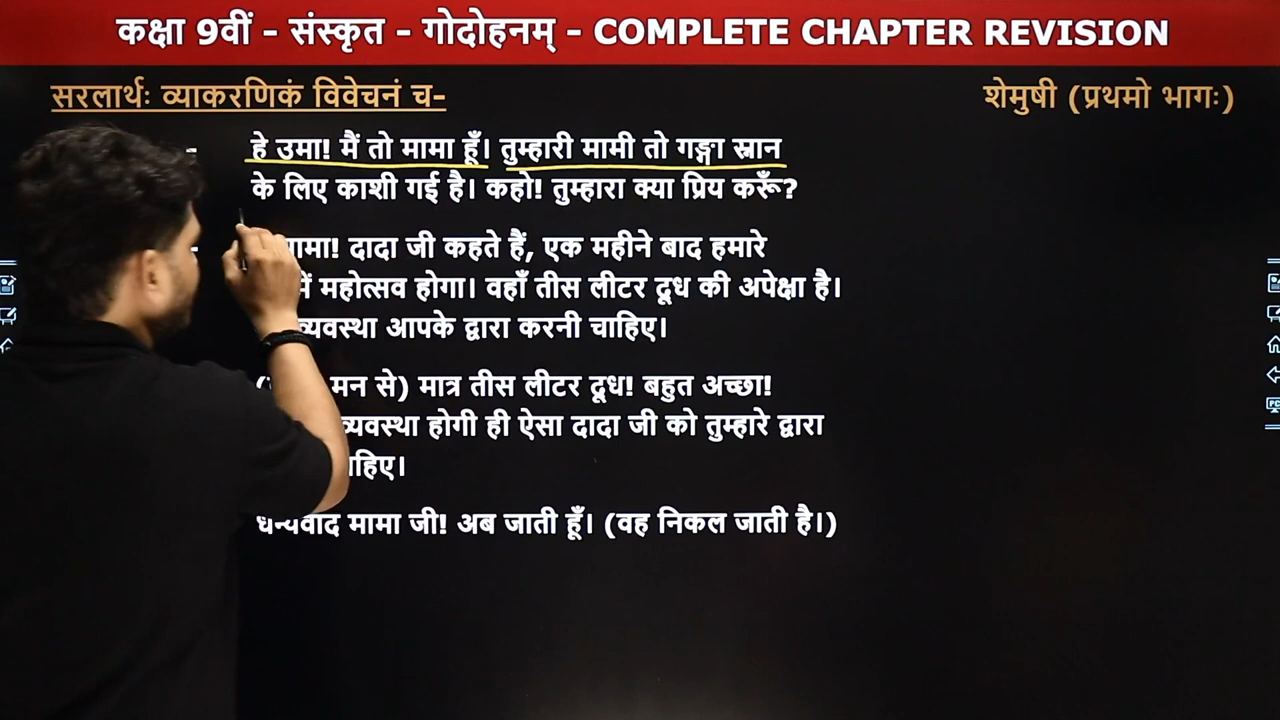 कक्षा 9वीं - संस्कृत - गोदोहनम् - COMPLETE CHAPTER REVISION
सरलार्थः व्याकरणिकं विवेचनं च-
शेमुषी (प्रथमो भागः)
- हे उमा! मैं तो मामा हूँ। तुम्हारी मामी तो गङ्गा स्नान
के लिए काशी गई है। कहो! तुम्हारा क्या प्रिय करूँ?
- दादा जी कहते हैं, एक महीने बाद हमारे
महोत्सव होगा। वहाँ तीस लीटर दूध की अपेक्षा है।
व्यवस्था आपके द्वारा करनी चाहिए।
मन से) मात्र तीस लीटर दूध! बहुत अच्छा!
व्यवस्था होगी ही ऐसा दादा जी को तुम्हारे द्वारा
धन्यवाद मामा जी! अब जाती हूँ। (वह निकल जाती है।)